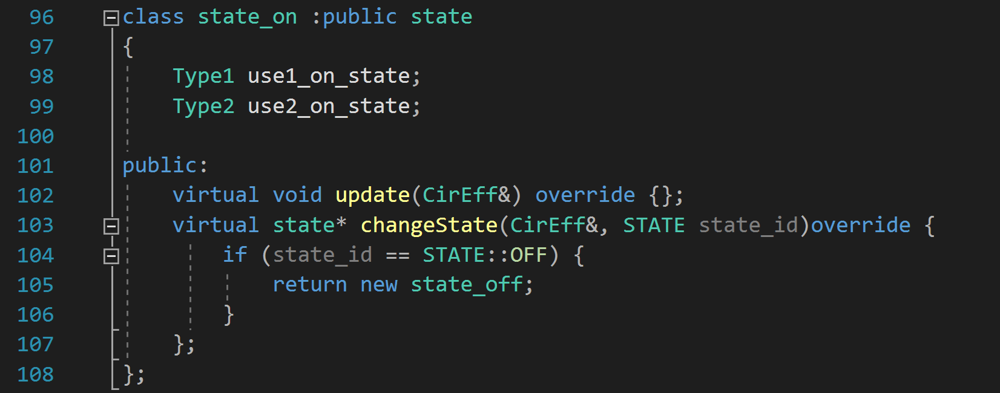 96 class state_on :public state
97 {
98     Type1 use1_on_state;
99     Type2 use2_on_state;
100
101 public:
102     virtual void update(CirEff&) override {};
103     virtual state* changeState(CirEff&, STATE state_id)override {
104         if (state_id == STATE::OFF) {
105             return new state_off;
106         }
107     };
108 };